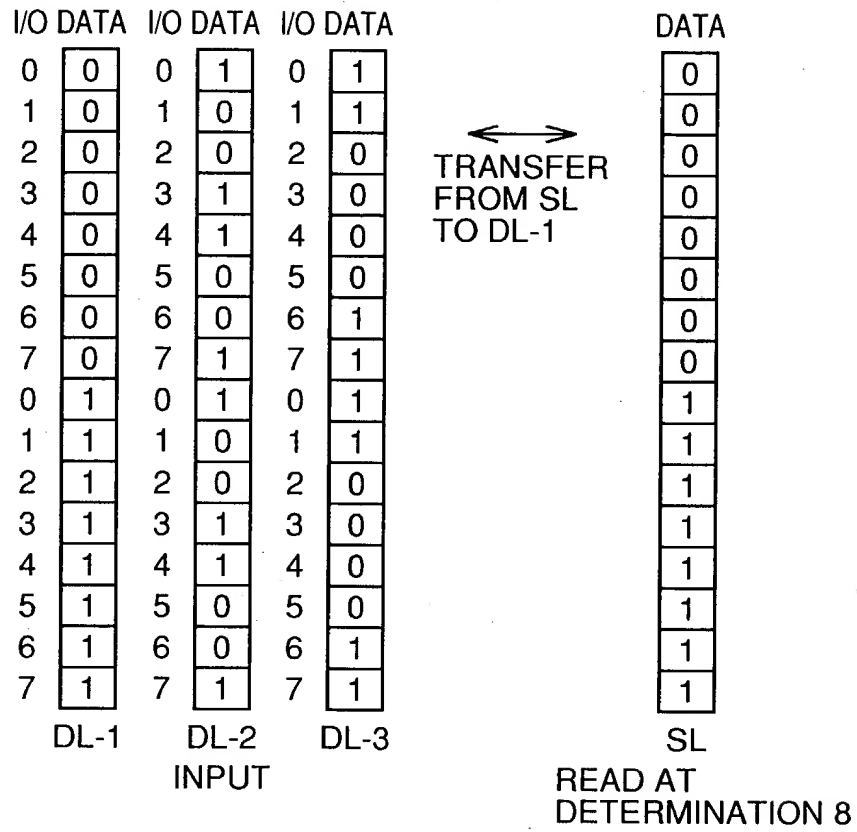 I/O DATA I/O DATA I/O DATA DATA
0 0 0 1 0 1 0
1 0 1 0 1 1 0
2 0 2 0 2 0 0
3 0 3 1 3 0 0
4 0 4 1 4 0 0
5 0 5 0 5 0 0
6 0 6 0 6 1 0
7 0 7 1 7 1 0
0 1 0 1 0 1 1
1 1 1 0 1 1 1
2 1 2 0 2 0 1
3 1 3 1 3 0 1
4 1 4 1 4 0 1
5 1 5 0 5 0 1
6 1 6 0 6 1 1
7 1 7 1 7 1 1
TRANSFER
FROM SL
TO DL-1
DL-1 DL-2 DL-3 SL
INPUT
READ AT
DETERMINATION 8